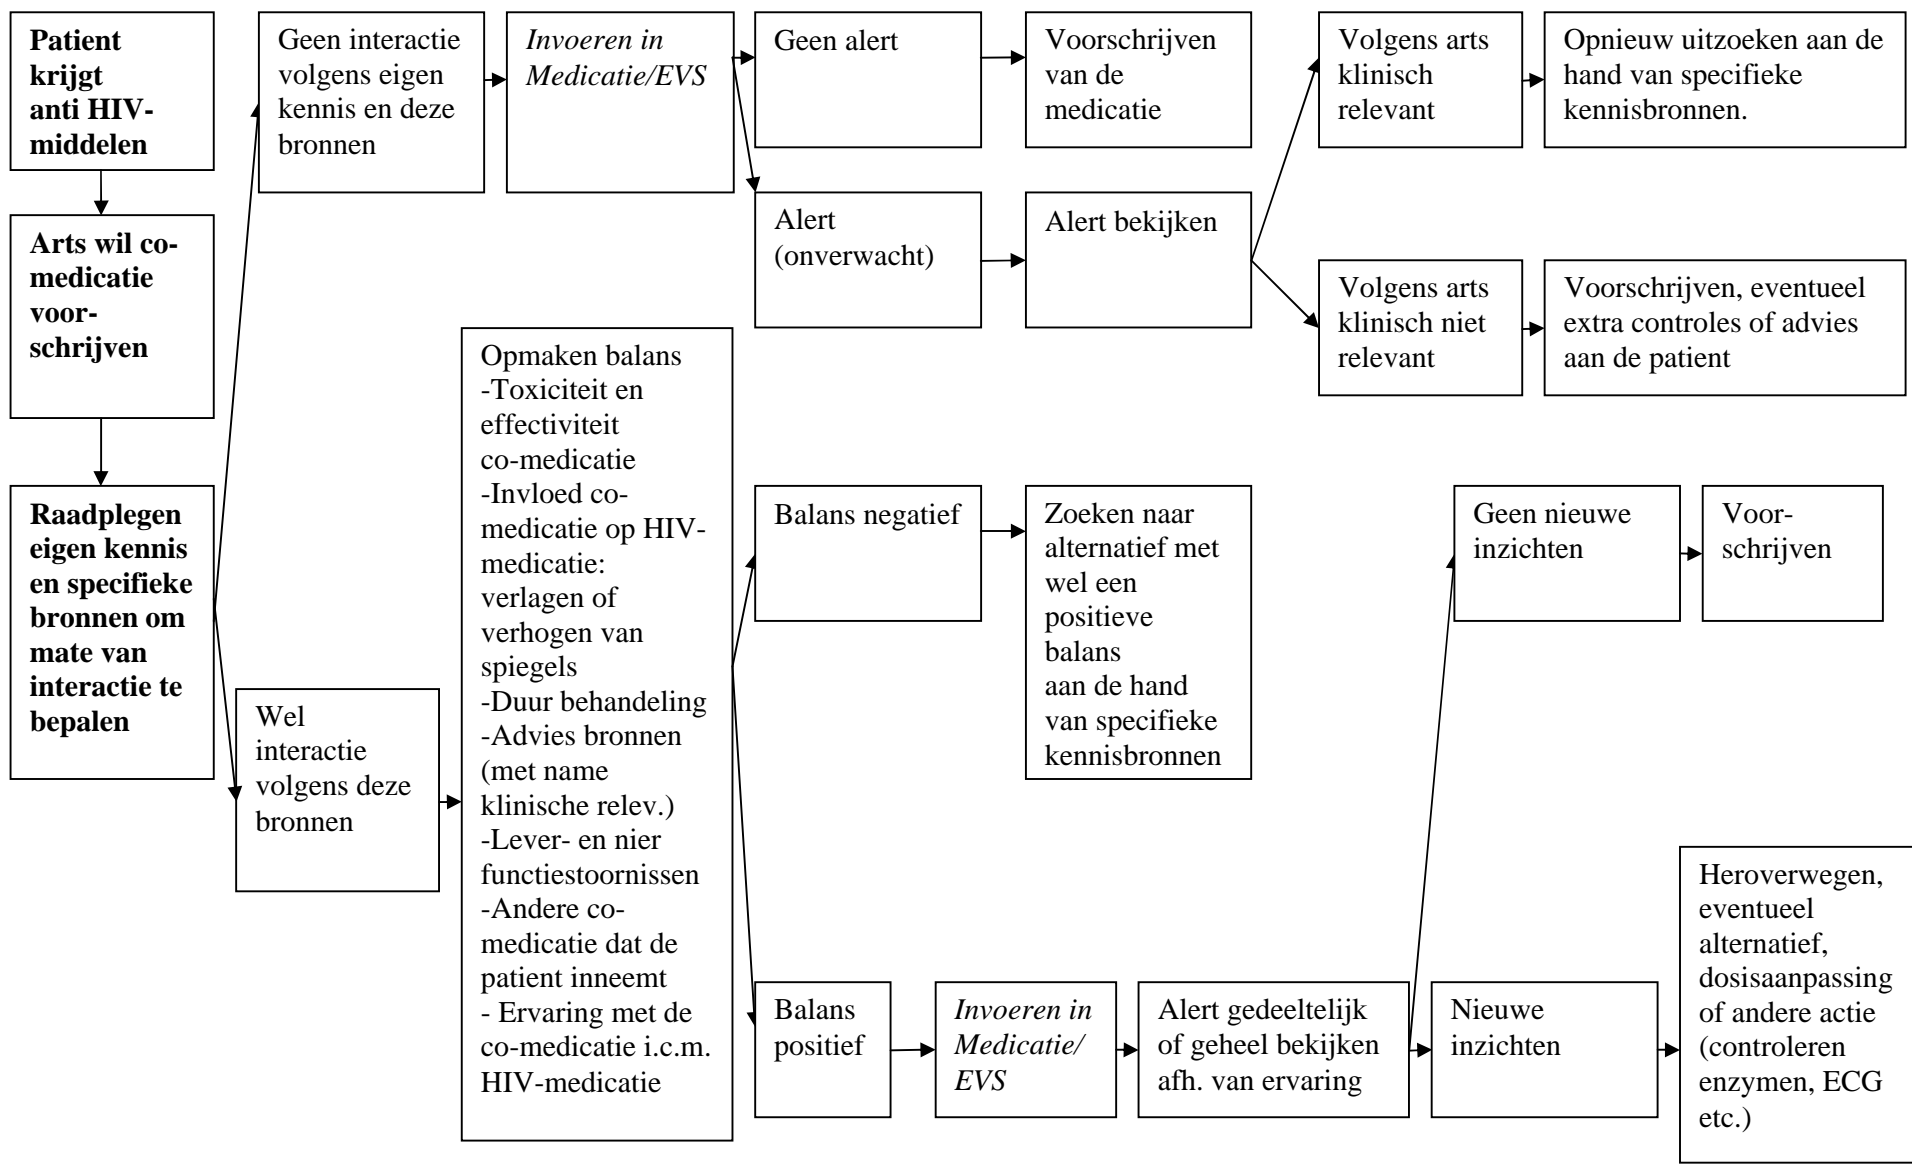 Patient
krijgt
anti HIV-
middelen
Arts wil co-
medicatie
voor-
schrijven
Raadplegen
eigen kennis
en specifieke
bronnen om
mate van
interactie te
bepalen
Geen interactie
volgens eigen
kennis en deze
bronnen
Invoeren in
Medicatie/EVS
Geen alert
Voorschrijven
van de
medicatie
Alert
(onverwacht)
Alert bekijken
Volgens arts
klinisch
relevant
Opnieuw uitzoeken aan de
hand van specifieke
kennisbronnen.
Volgens arts
klinisch niet
relevant
Voorschrijven, eventueel
extra controles of advies
aan de patient
Wel
interactie
volgens deze
bronnen
Opmaken balans
-Toxiciteit en
effectiviteit
co-medicatie
-Invloed co-
medicatie op HIV-
medicatie:
verlagen of
verhogen van
spiegels
-Duur behandeling
-Advies bronnen
(met name
klinische relev.)
-Lever- en nier
functiestoornissen
-Andere co-
medicatie dat de
patient inneemt
- Ervaring met de
co-medicatie i.c.m.
HIV-medicatie
Balans negatief
Zoeken naar
alternatief met
wel een
positieve
balans
aan de hand
van specifieke
kennisbronnen
Balans
positief
Invoeren in
Medicatie/
EVS
Alert gedeeltelijk
of geheel bekijken
afh. van ervaring
Geen nieuwe
inzichten
Voor-
schrijven
Nieuwe
inzichten
Heroverwegen,
eventueel
alternatief,
dosisaanpassing
of andere actie
(controleren
enzymen, ECG
etc.)